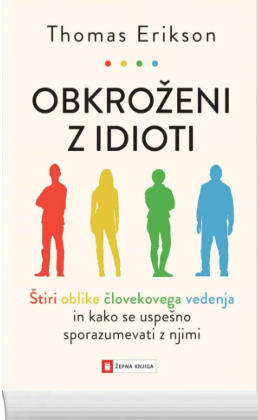 Thomas Erikson
OBKROŽENI
Z IDIOTI
Štiri oblike človekovega vedenja
in kako se uspešno
sporazumevati z njimi
ŽEPNA KNJIGA